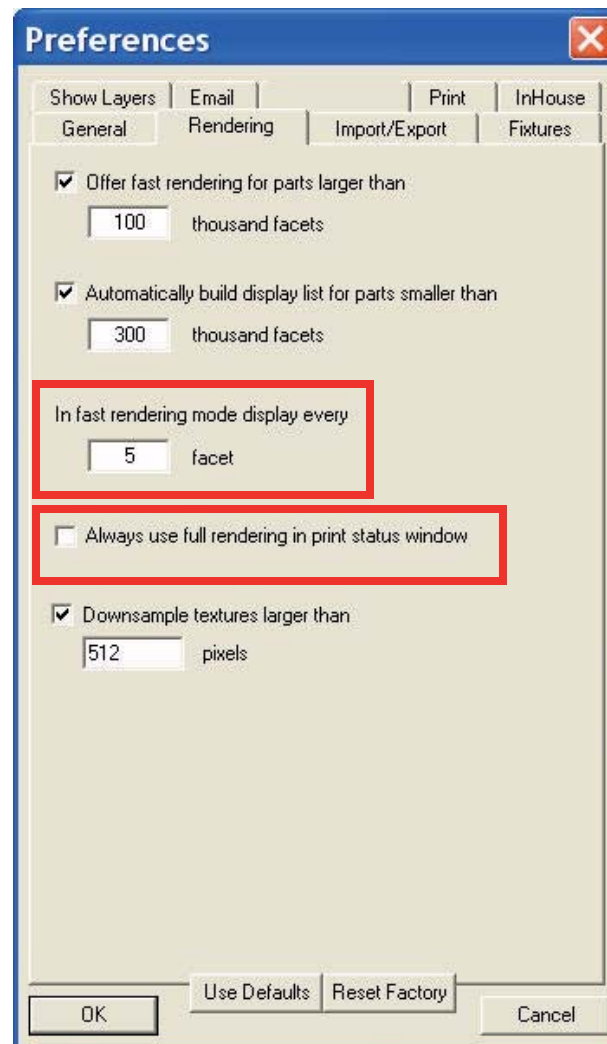 Preferences
Show Layers Email Print InHouse
General Rendering Import/Export Fixtures
Offer fast rendering for parts larger than
100 thousand facets
Automatically build display list for parts smaller than
300 thousand facets
In fast rendering mode display every
5 facet
Always use full rendering in print status window
Downsample textures larger than
512 pixels
Use Defaults Reset Factory
OK Cancel